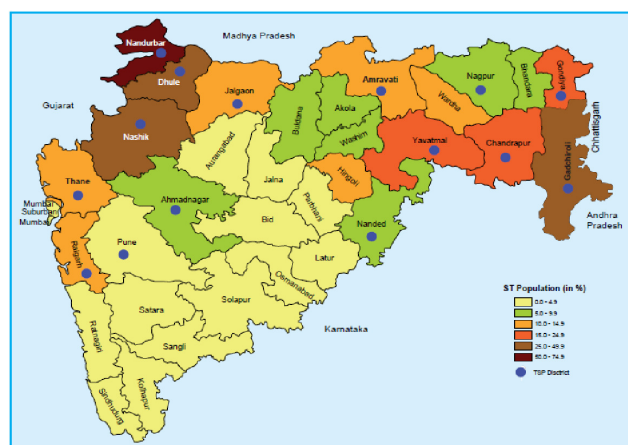 Madhya Pradesh
Nandurbar
Dhule
Gujarat
Jalgaon
Amravati
Nagpur
Bhandara
Gondiya
Buldana
Akola
Wardha
Washim
Nashik
Aurangabad
Yavatmal
Chandrapur
Gadchiroli
Chhattisgarh
Thane
Jalna
Hingoli
Mumbai
Suburban
Mumbai
Ahmadnagar
Parbhani
Bid
Nanded
Andhra
Pradesh
Raigarh
Pune
Latur
Osmanabad
Satara
Solapur
Karnataka
Ratnagiri
Sangli
Kolhapur
Sindhudurg
ST Population (in %)
0.0 - 4.9
5.0 - 9.9
10.0 - 14.9
15.0 - 24.9
25.0 - 49.9
50.0 - 74.9
TSP District